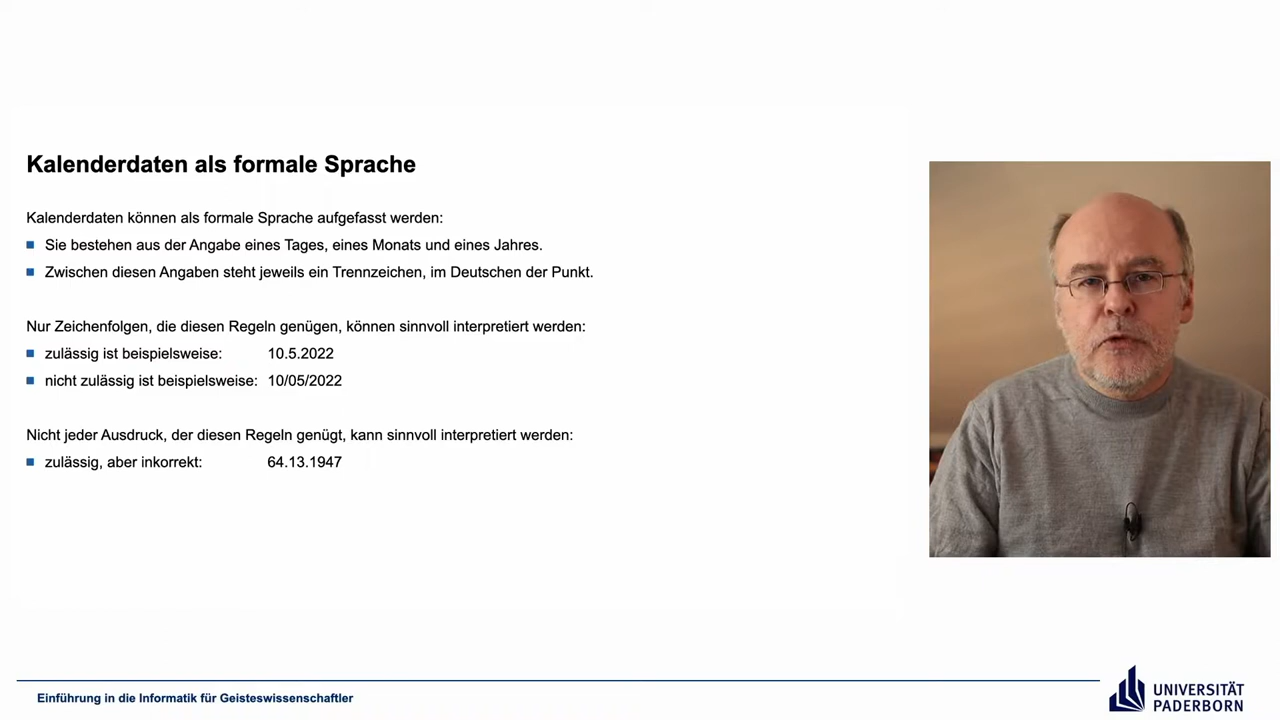 Kalenderdaten als formale Sprache
Kalenderdaten können als formale Sprache aufgefasst werden:
Sie bestehen aus der Angabe eines Tages, eines Monats und eines Jahres.
Zwischen diesen Angaben steht jeweils ein Trennzeichen, im Deutschen der Punkt.
Nur Zeichenfolgen, die diesen Regeln genügen, können sinnvoll interpretiert werden:
zulässig ist beispielsweise: 10.5.2022
nicht zulässig ist beispielsweise: 10/05/2022
Nicht jeder Ausdruck, der diesen Regeln genügt, kann sinnvoll interpretiert werden:
zulässig, aber inkorrekt: 64.13.1947
Einführung in die Informatik für Geisteswissenschaftler
UNIVERSITÄT
PADERBORN